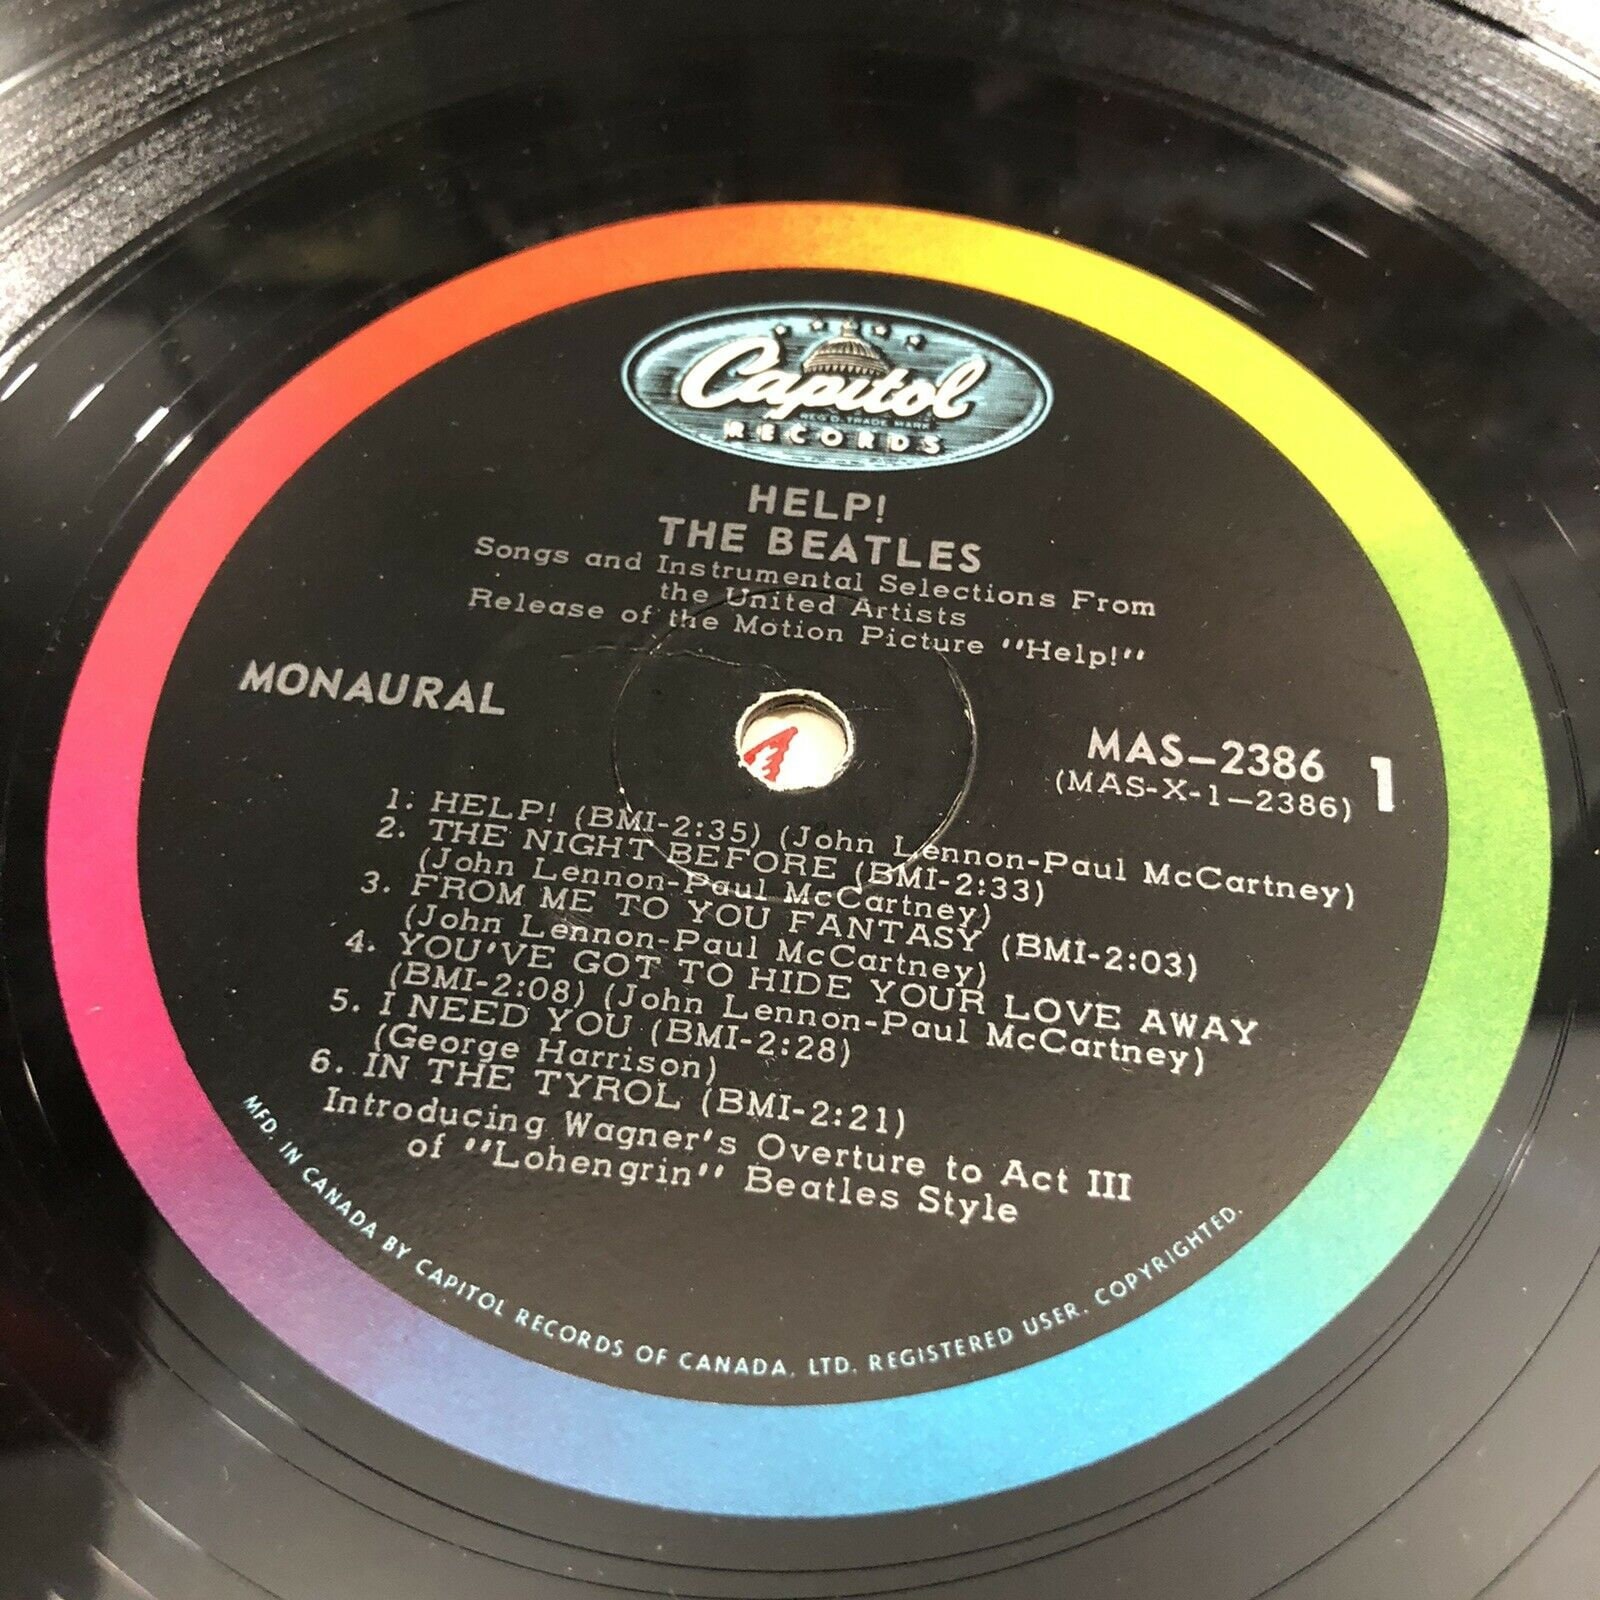 Capitol
REG'D. TRADE MARK
RECORDS
HELP!
THE BEATLES
Songs and Instrumental Selections From
the United Artists
Release of the Motion Picture "Help!"
MONAURAL
MAS-2386 1
(MAS-X-1-2386)
1. HELP! (BMI-2:35) (John Lennon-Paul McCartney)
2. THE NIGHT BEFORE (BMI-2:33)
(John Lennon-Paul McCartney)
3. FROM ME TO YOU FANTASY (BMI-2:03)
(John Lennon-Paul McCartney)
4. YOU'VE GOT TO HIDE YOUR LOVE AWAY
(BMI-2:08) (John Lennon-Paul McCartney)
5. I NEED YOU (BMI-2:28)
(George Harrison)
6. IN THE TYROL (BMI-2:21)
Introducing Wagner's Overture to Act III
of "Lohengrin" Beatles Style
MFD. IN CANADA BY CAPITOL RECORDS OF CANADA, LTD. REGISTERED USER. COPYRIGHTED.